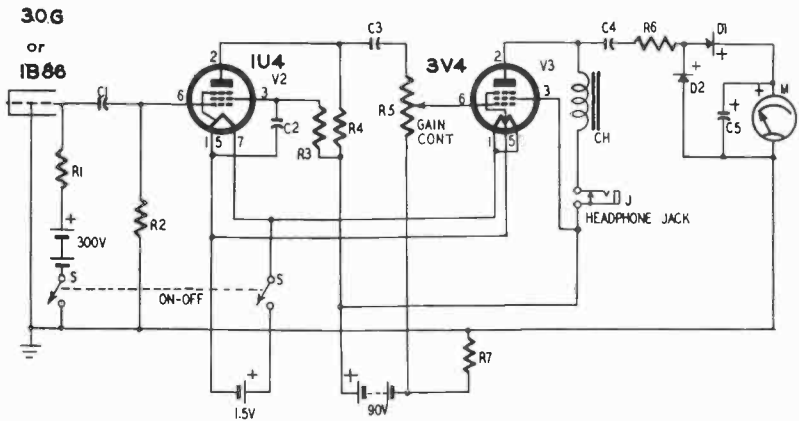 30G
or
1B86
C1
R1
300V
S
R2
ON-OFF
1U4
V2
2
6
3
1
5
7
C2
R3
R4
S
1.5V
90V
C3
R5
GAIN
CONT
3V4
V3
2
6
3
1
5
CH
J
HEADPHONE JACK
R7
C4
R6
D1
D2
C5
M